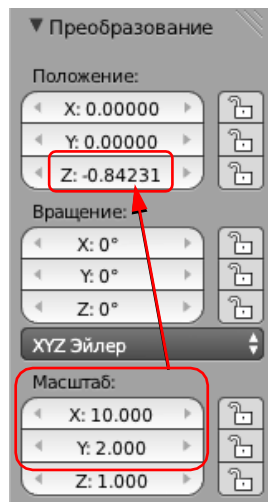 Преобразование
Положение:
X: 0.00000
Y: 0.00000
Z: -0.84231
Вращение:
X: 0°
Y: 0°
Z: 0°
XYZ Эйлер
Масштаб:
X: 10.000
Y: 2.000
Z: 1.000